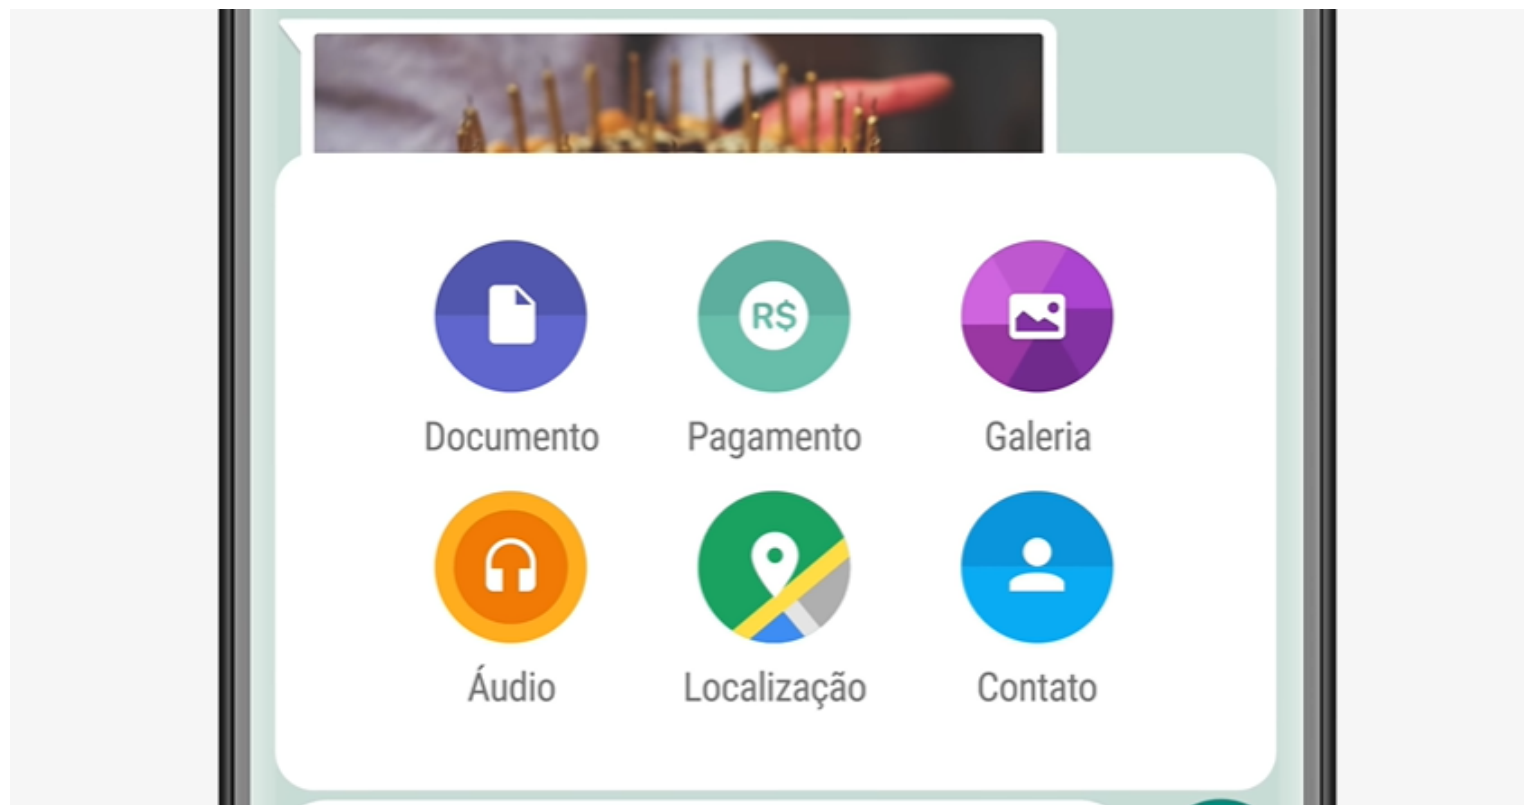 R$
Documento
Pagamento
Galeria
Áudio
Localização
Contato